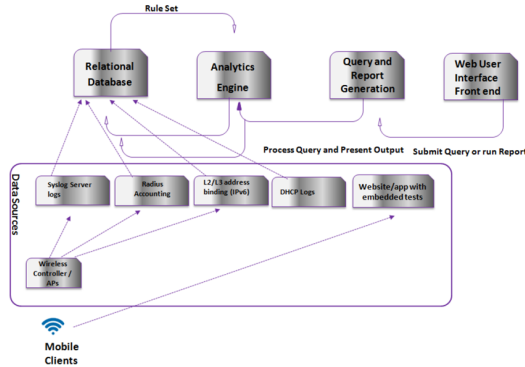 Rule Set
Relational
Database
Analytics
Engine
Query and
Report
Generation
Web User
Interface
Front end
Process Query and Present Output
Submit Query or run Report
Data Sources
Syslog Server
logs
Radius
Accounting
L2/L3 address
binding (IPv6)
DHCP Logs
Website/app with
embedded tests
Wireless
Controller /
APs
Mobile
Clients